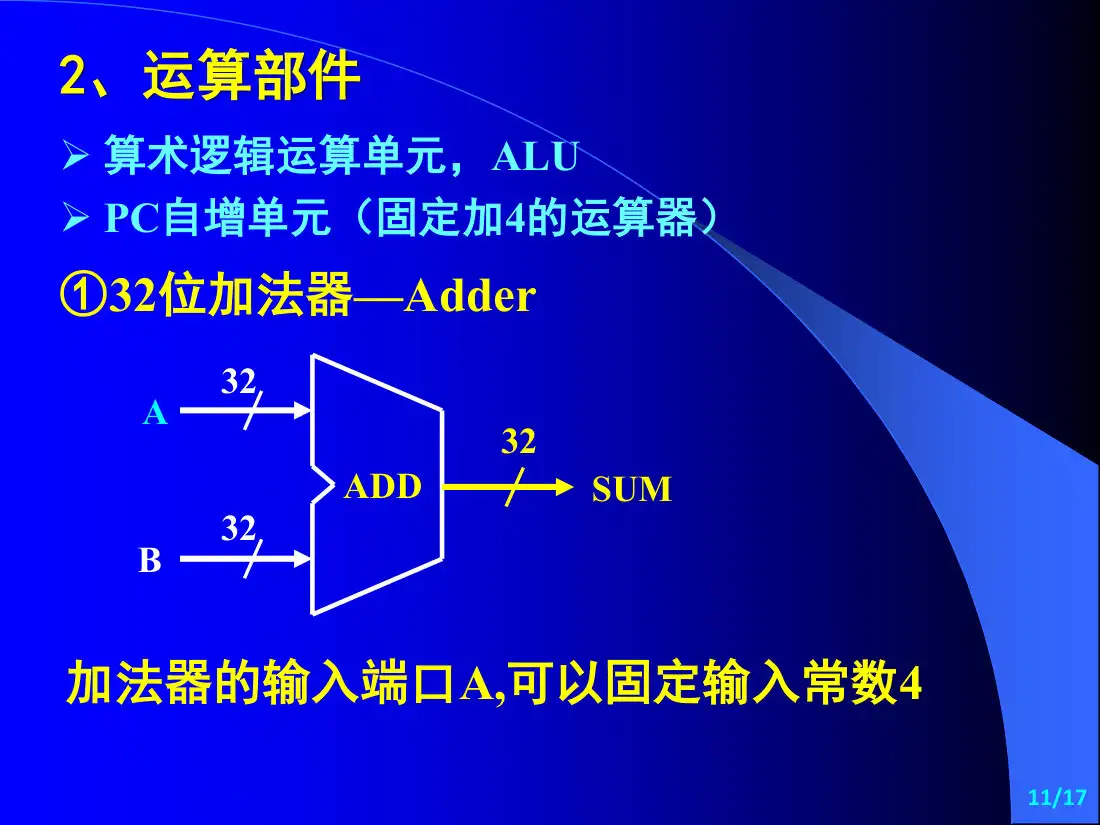 2、运算部件
➢ 算术逻辑运算单元，ALU
➢ PC自增单元（固定加4的运算器）
①32位加法器—Adder
32
A
32
ADD
SUM
32
B
加法器的输入端口A,可以固定输入常数4
11/17